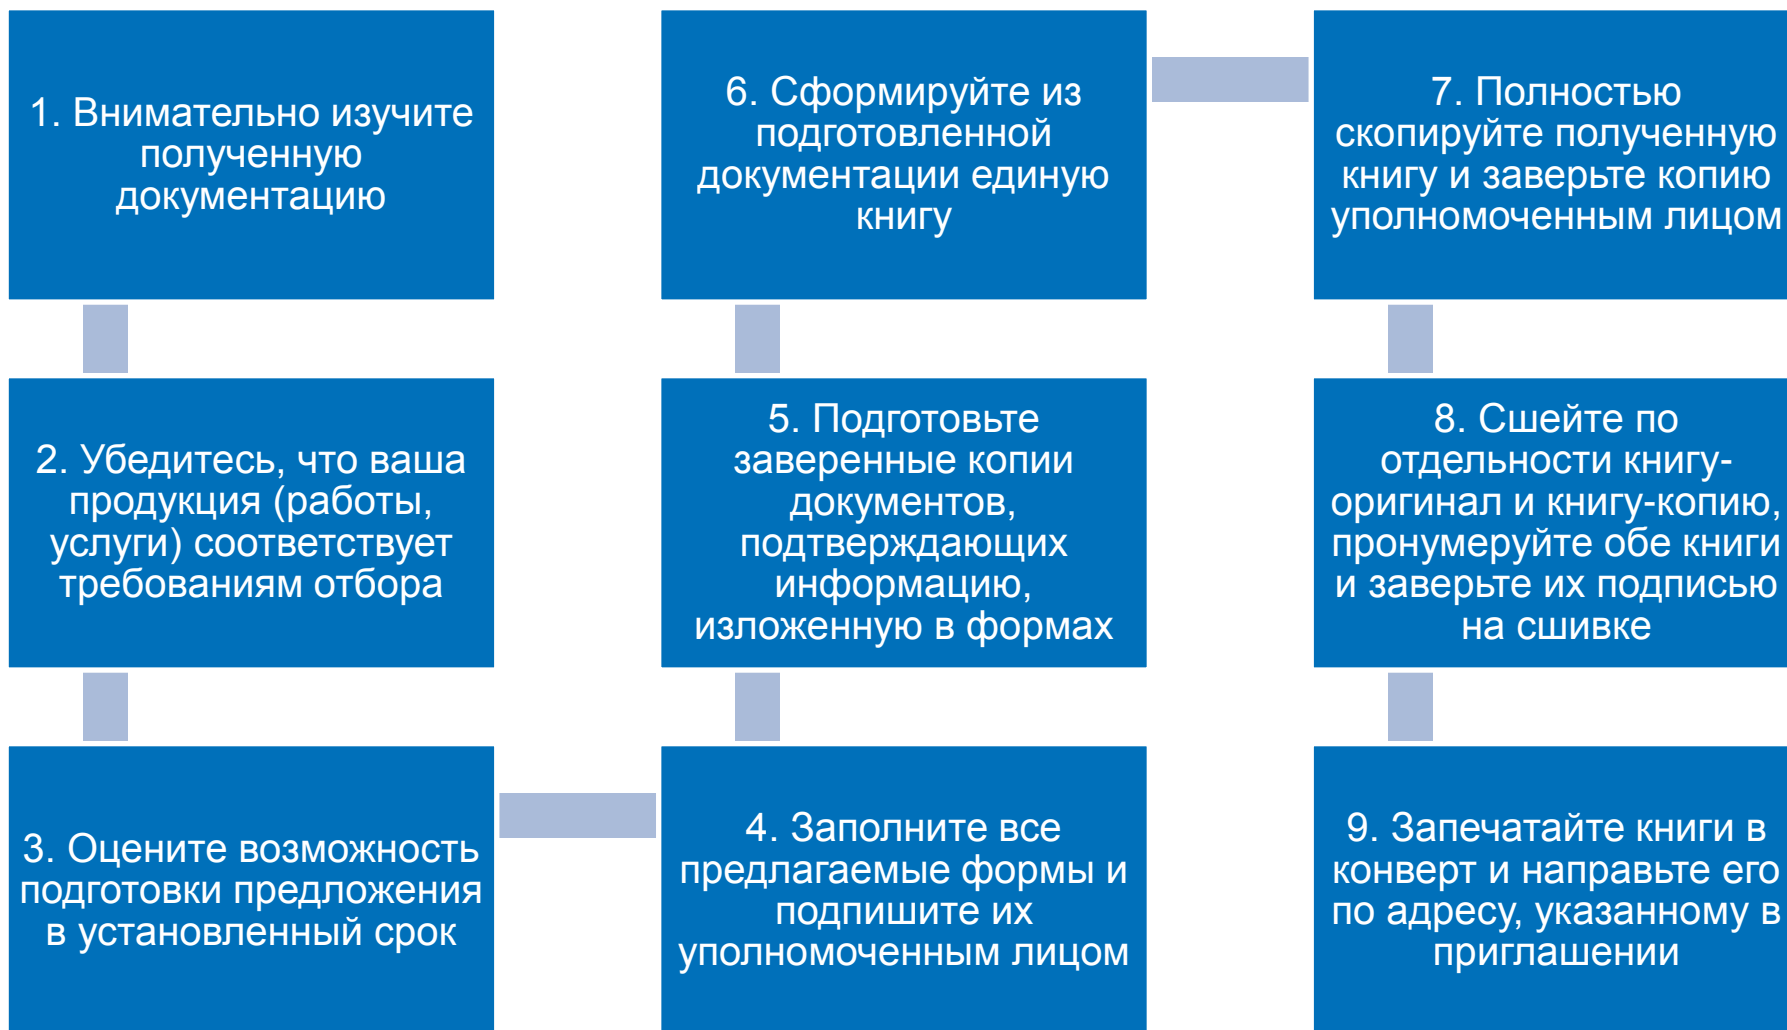 1. Внимательно изучите
полученную
документацию
2. Убедитесь, что ваша
продукция (работы,
услуги) соответствует
требованиям отбора
3. Оцените возможность
подготовки предложения
в установленный срок
4. Заполните все
предлагаемые формы и
подпишите их
уполномоченным лицом
5. Подготовьте
заверенные копии
документов,
подтверждающих
информацию,
изложенную в формах
6. Сформируйте из
подготовленной
документации единую
книгу
7. Полностью
скопируйте полученную
книгу и заверьте копию
уполномоченным лицом
8. Сшейте по
отдельности книгу-
оригинал и книгу-копию,
пронумеруйте обе книги
и заверьте их подписью
на сшивке
9. Запечатайте книги в
конверт и направьте его
по адресу, указанному в
приглашении